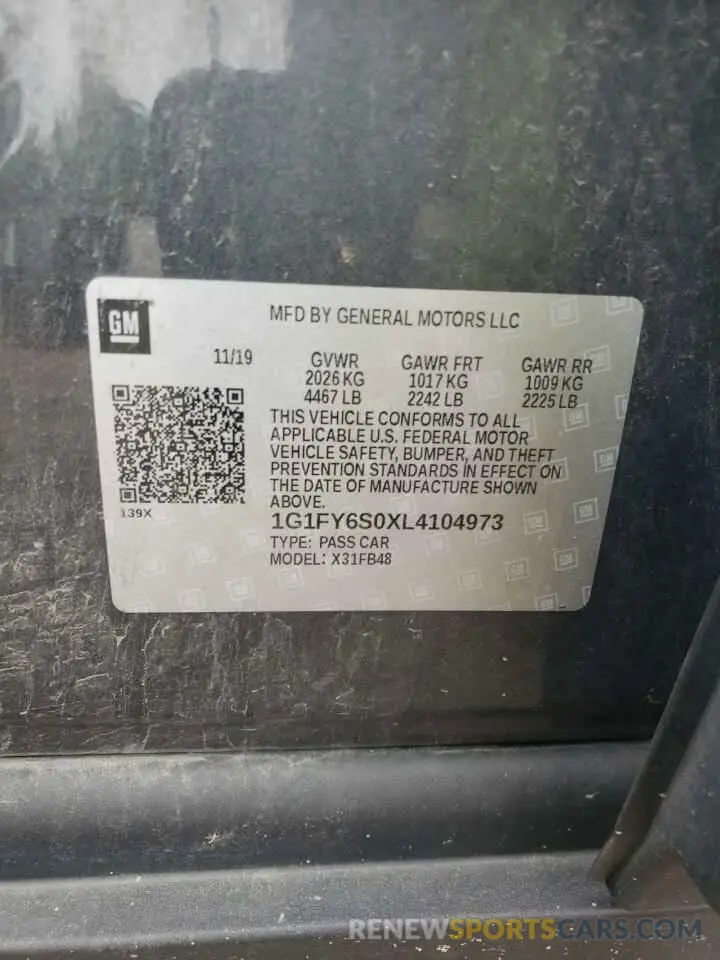 GM
MFD BY GENERAL MOTORS LLC
11/19 GVWR GAWR FRT GAWR RR
2026 KG 1017 KG 1009 KG
4467 LB 2242 LB 2225 LB
THIS VEHICLE CONFORMS TO ALL
APPLICABLE U.S. FEDERAL MOTOR
VEHICLE SAFETY, BUMPER, AND THEFT
PREVENTION STANDARDS IN EFFECT ON
THE DATE OF MANUFACTURE SHOWN
ABOVE.
139X
1G1FY6S0XL4104973
TYPE: PASS CAR
MODEL: X31FB48
RENEWSPORTSCARS.COM